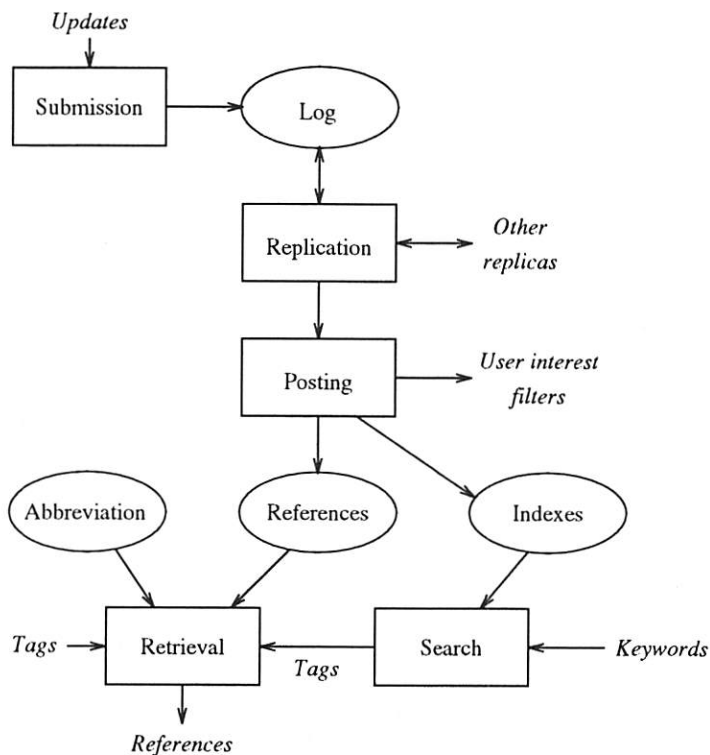 Updates
Submission
Log
Replication
Other
replicas
Posting
User interest
filters
Abbreviation
References
Indexes
Tags
Retrieval
Tags
Search
Keywords
References